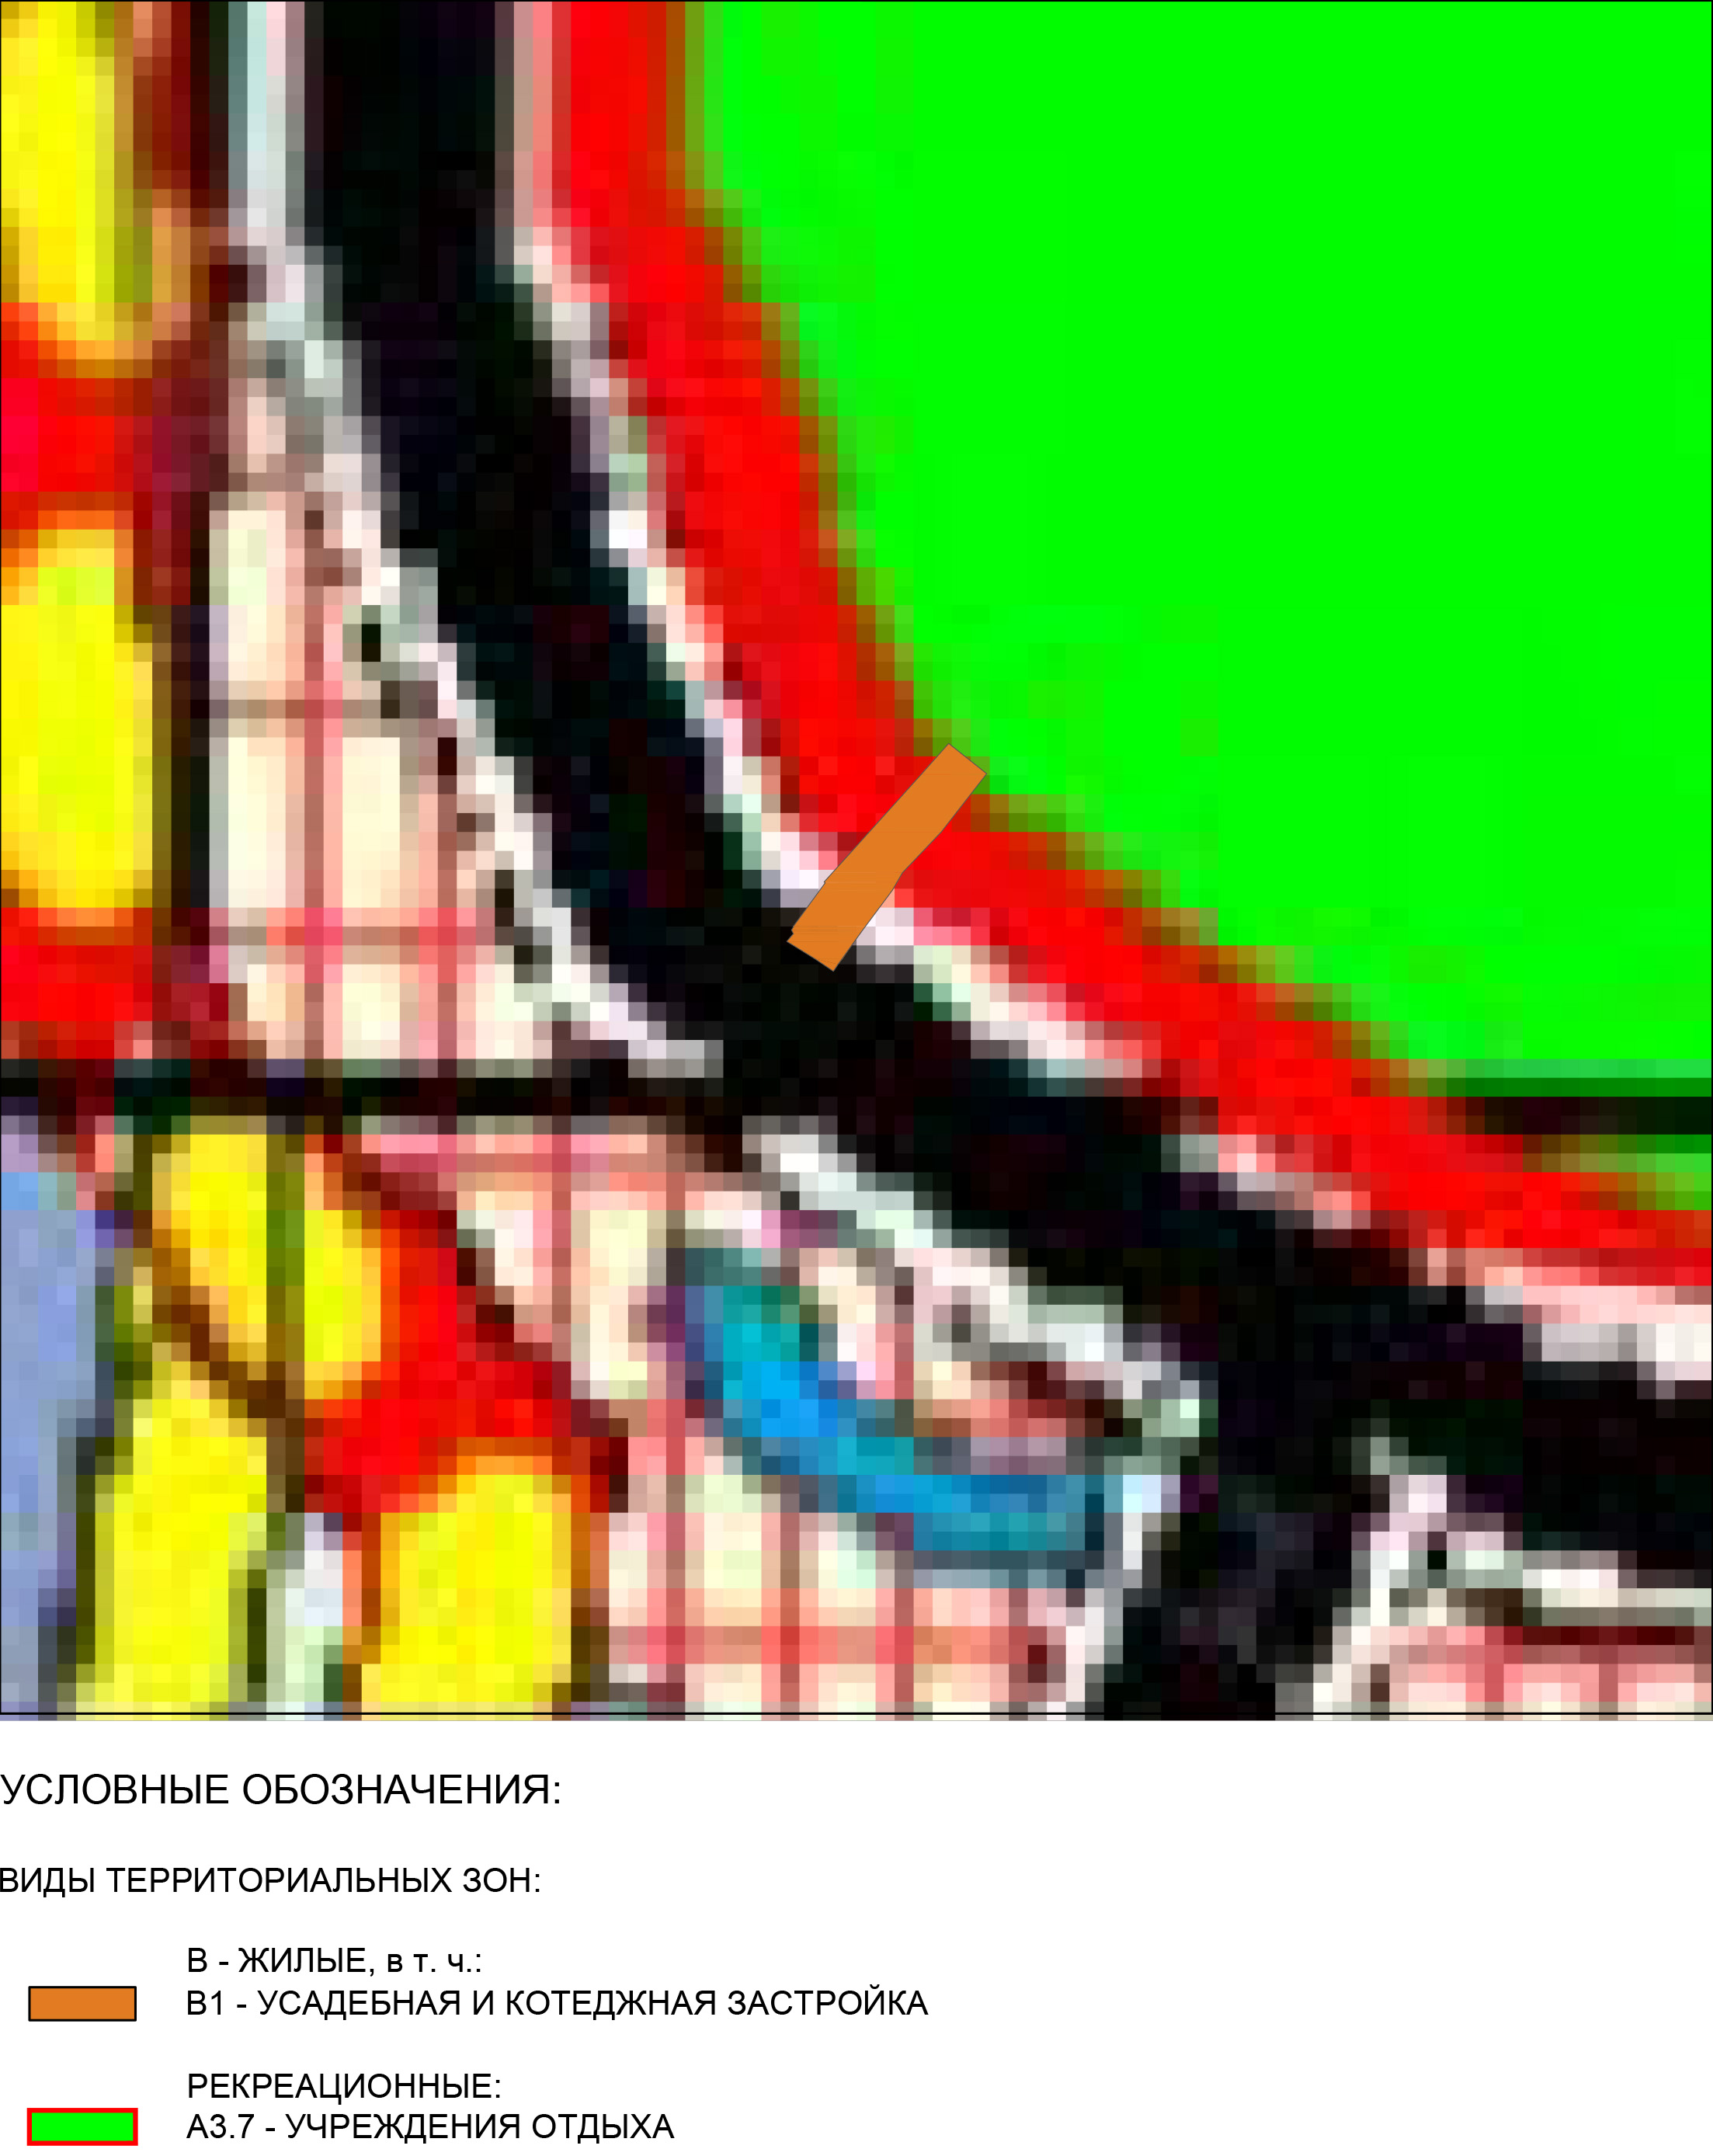 УСЛОВНЫЕ ОБОЗНАЧЕНИЯ:
ВИДЫ ТЕРРИТОРИАЛЬНЫХ ЗОН:
В - ЖИЛЫЕ, в т. ч.:
В1 - УСАДЕБНАЯ И КОТЕДЖНАЯ ЗАСТРОЙКА
РЕКРЕАЦИОННЫЕ:
А3.7 - УЧРЕЖДЕНИЯ ОТДЫХА